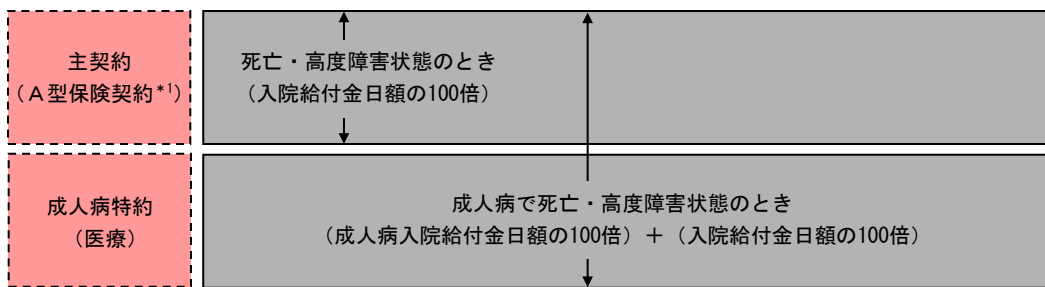 主契約
（Ａ型保険契約*1）
死亡・高度障害状態のとき
（入院給付金日額の100倍）
成人病特約
（医療）
成人病で死亡・高度障害状態のとき
（成人病入院給付金日額の100倍）＋（入院給付金日額の100倍）